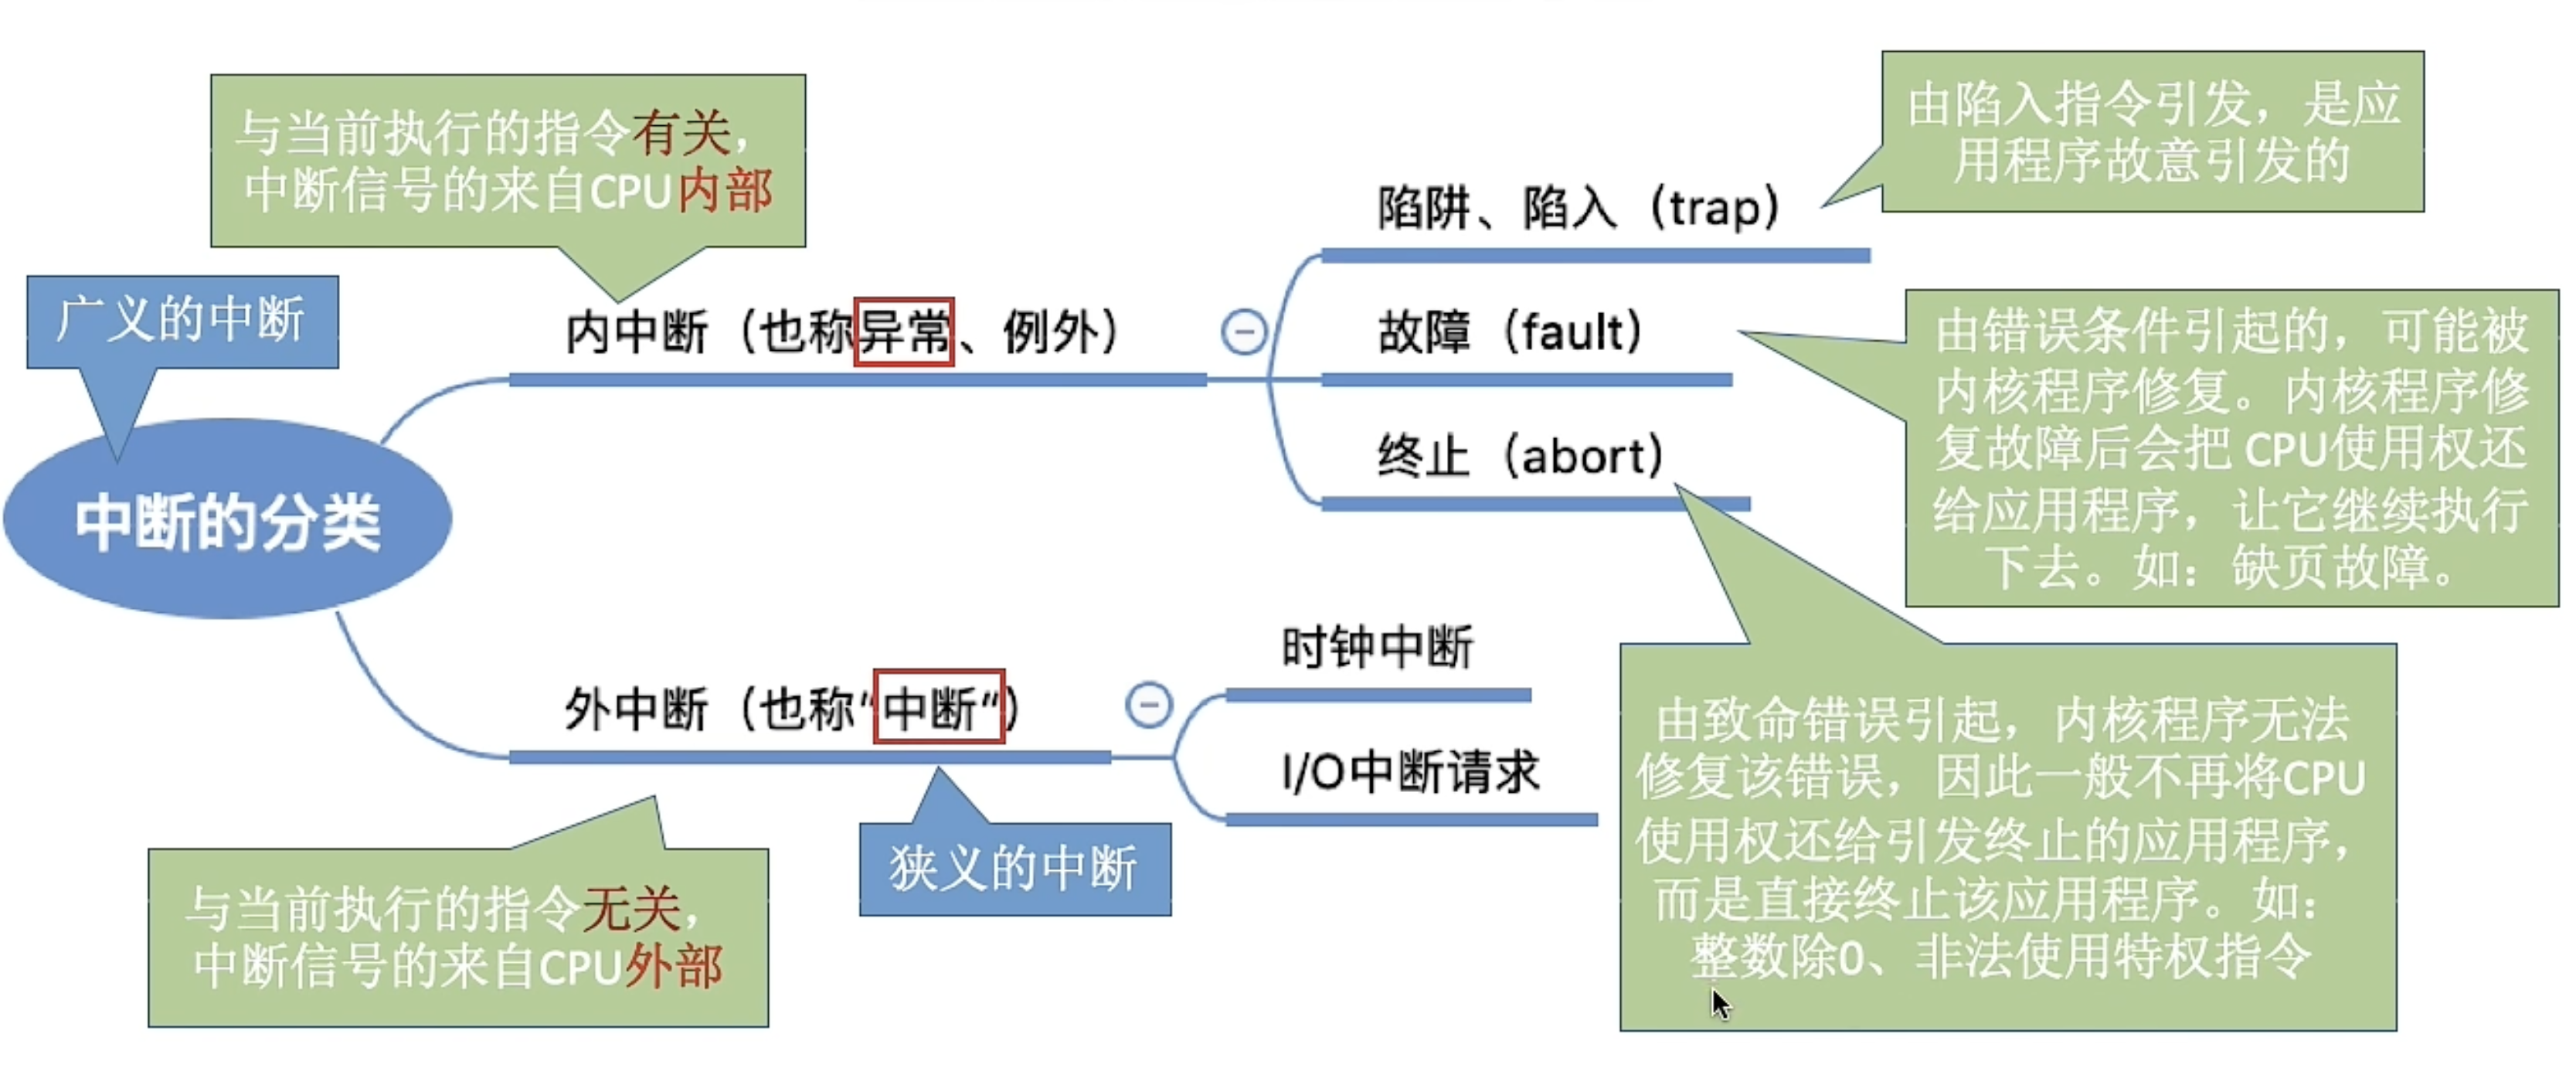 与当前执行的指令有关,
中断信号的来自CPU内部
广义的中断
中断的分类
内中断（也称异常、例外）
陷阱、陷入（trap）
由陷入指令引发，是应
用程序故意引发的
故障（fault）
由错误条件引起的，可能被
内核程序修复。内核程序修
复故障后会把 CPU使用权还
给应用程序，让它继续执行
下去。如：缺页故障。
终止（abort）
由致命错误引起，内核程序无法
修复该错误，因此一般不再将CPU
使用权还给引发终止的应用程序，
而是直接终止该应用程序。如：
整数除0、非法使用特权指令
外中断（也称“中断“）
时钟中断
I/O中断请求
狭义的中断
与当前执行的指令无关,
中断信号的来自CPU外部